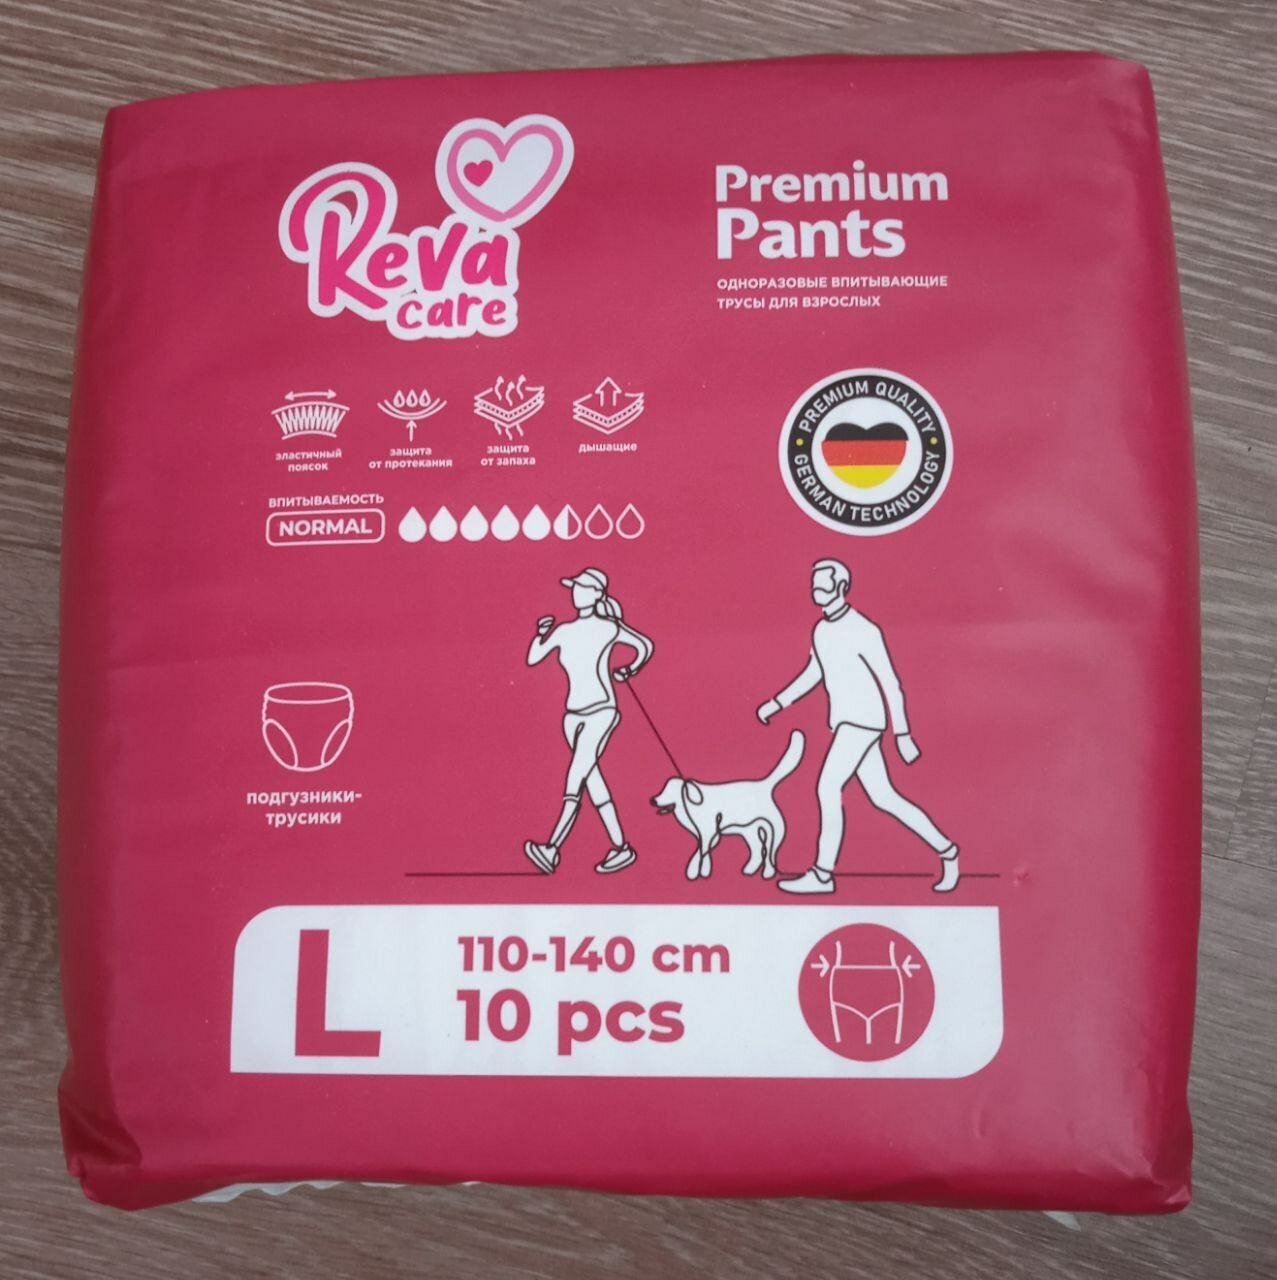 Reva
care
Premium
Pants
ОДНОРАЗОВЫЕ ВПИТЫВАЮЩИЕ
ТРУСЫ ДЛЯ ВЗРОСЛЫХ
эластичный
поясок
защита
от протекания
защита
от запаха
дышащие
PREMIUM QUALITY
GERMAN TECHNOLOGY
ВПИТЫВАЕМОСТЬ
NORMAL
подгузники-
трусики
L
110-140 cm
10 pcs